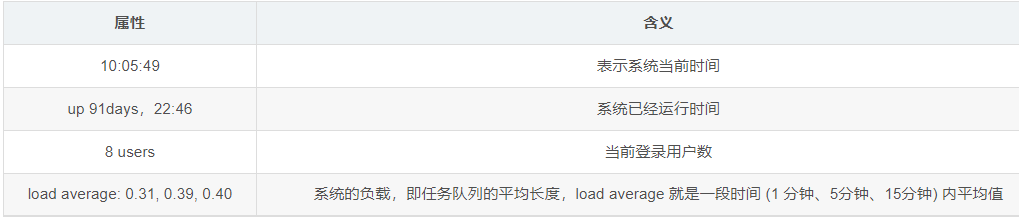 属性 含义
10:05:49 表示系统当前时间
up 91days，22:46 系统已经运行时间
8 users 当前登录用户数
load average: 0.31, 0.39, 0.40 系统的负载，即任务队列的平均长度，load average 就是一段时间 (1 分钟、5分钟、15分钟) 内平均值